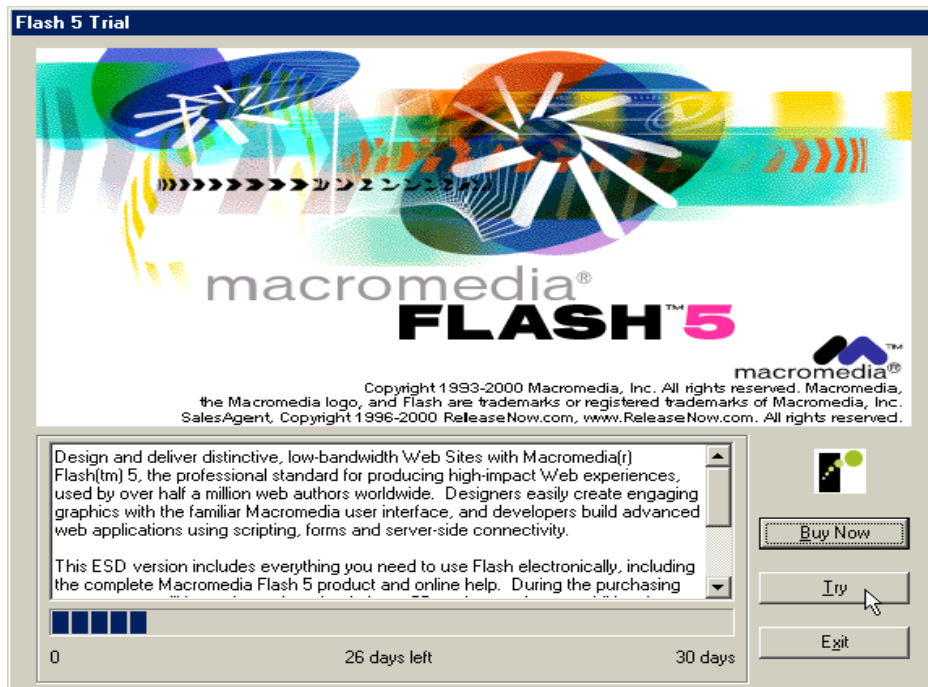 Flash 5 Trial
macromedia®
FLASH™5
macromedia®™
Copyright 1993-2000 Macromedia, Inc. All rights reserved. Macromedia,
the Macromedia logo, and Flash are trademarks or registered trademarks of Macromedia, Inc.
SalesAgent, Copyright 1996-2000 ReleaseNow.com, www.ReleaseNow.com. All rights reserved.
Design and deliver distinctive, low-bandwidth Web Sites with Macromedia(r)
Flash(tm) 5, the professional standard for producing high-impact Web experiences,
used by over half a million web authors worldwide.  Designers easily create engaging
graphics with the familiar Macromedia user interface, and developers build advanced
web applications using scripting, forms and server-side connectivity.
This ESD version includes everything you need to use Flash electronically, including
the complete Macromedia Flash 5 product and online help.  During the purchasing
Buy Now
Try
Exit
0 26 days left 30 days